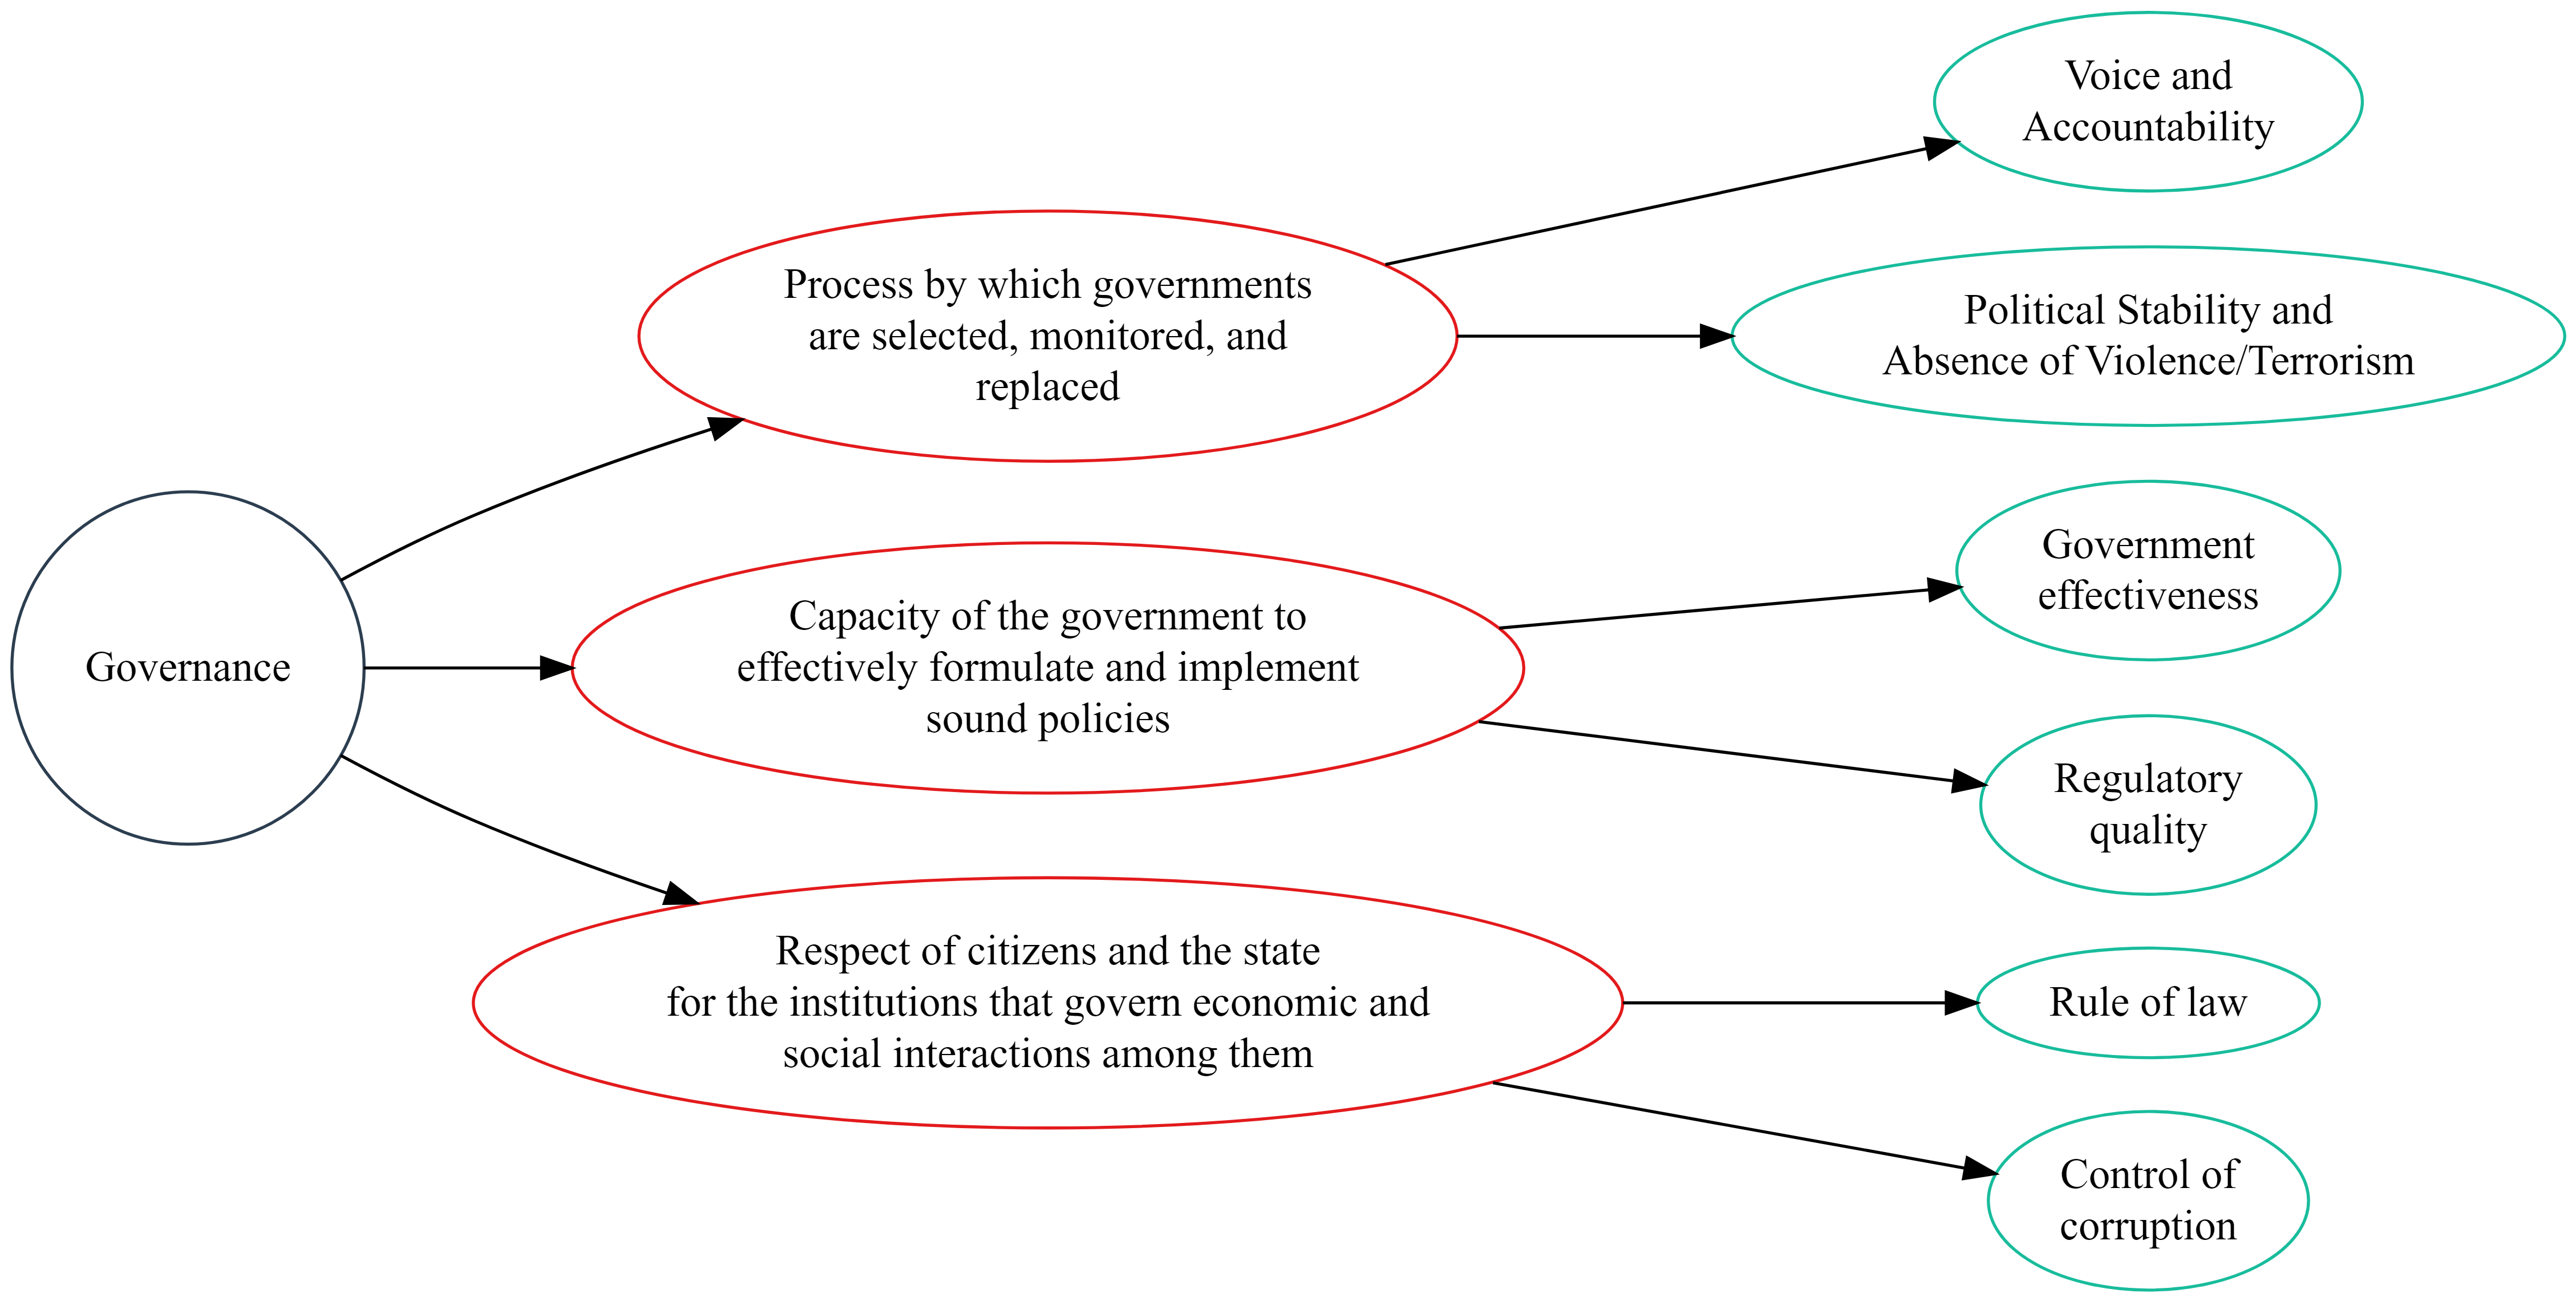 Governance
Process by which governments
are selected, monitored, and
replaced
Capacity of the government to
effectively formulate and implement
sound policies
Respect of citizens and the state
for the institutions that govern economic and
social interactions among them
Voice and
Accountability
Political Stability and
Absence of Violence/Terrorism
Government
effectiveness
Regulatory
quality
Rule of law
Control of
corruption